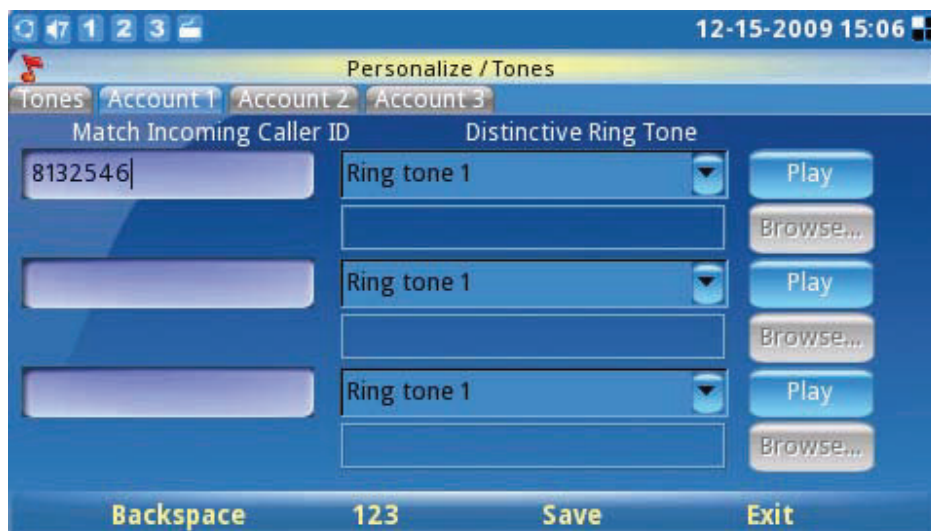 7 1 2 3 12-15-2009 15:06
Personalize / Tones
Tones Account 1 Account 2 Account 3
Match Incoming Caller ID Distinctive Ring Tone
8132546 Ring tone 1 Play
Browse...
Ring tone 1 Play
Browse...
Ring tone 1 Play
Browse...
Backspace 123 Save Exit